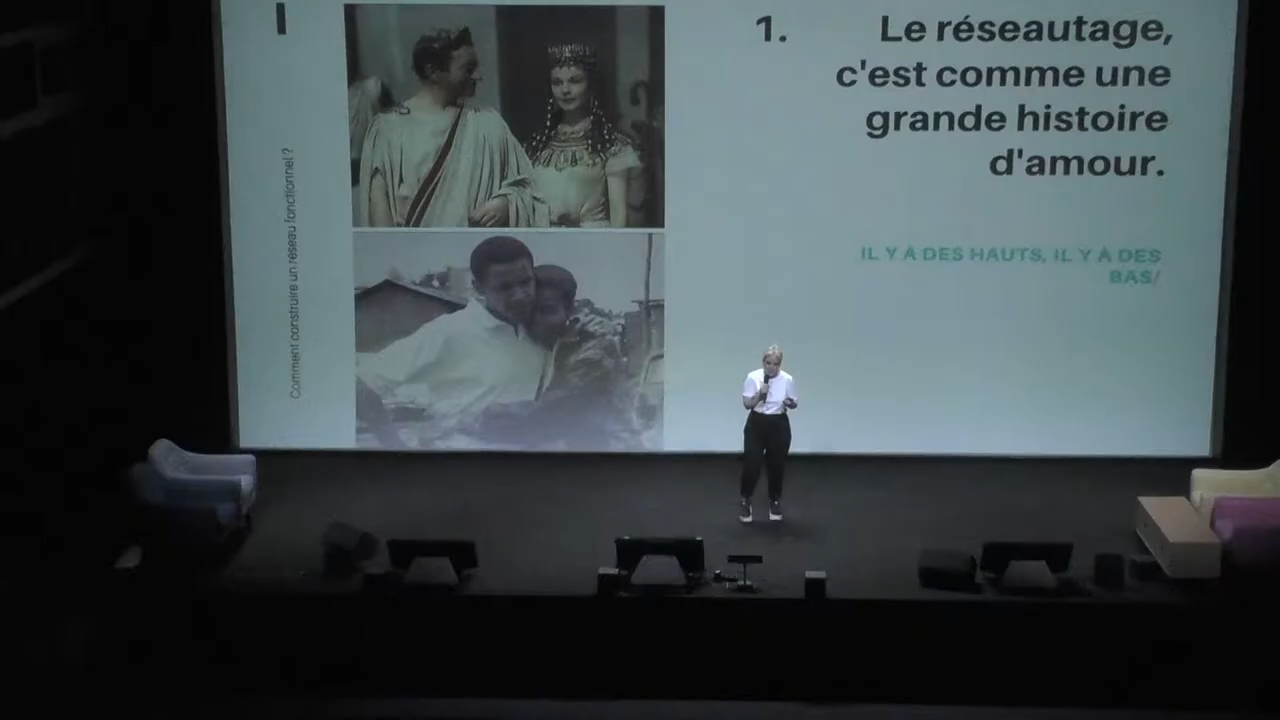 Comment construire un réseau fonctionnel ?
1.
Le réseautage,
c'est comme une
grande histoire
d'amour.
IL Y A DES HAUTS, IL Y A DES
BAS/